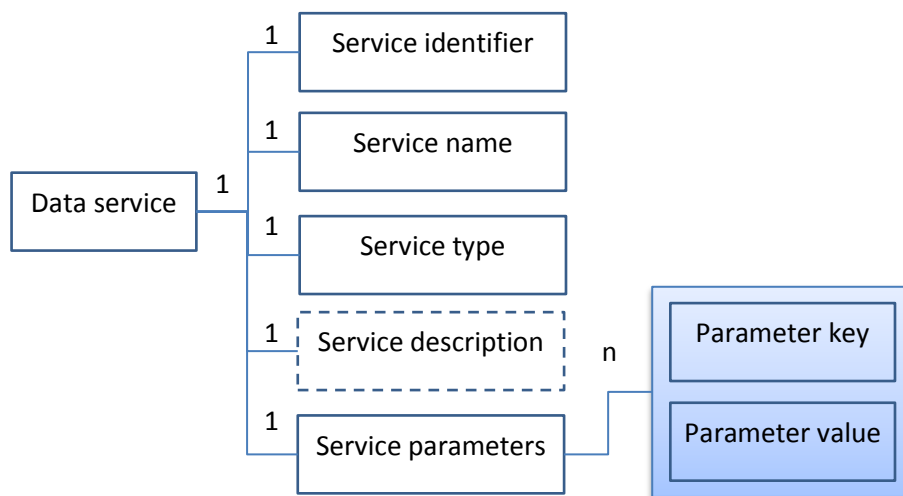 1
Service identifier
1
Service name
Data service
1
1
Service type
1
Service description
n
Parameter key
1
Service parameters
Parameter value